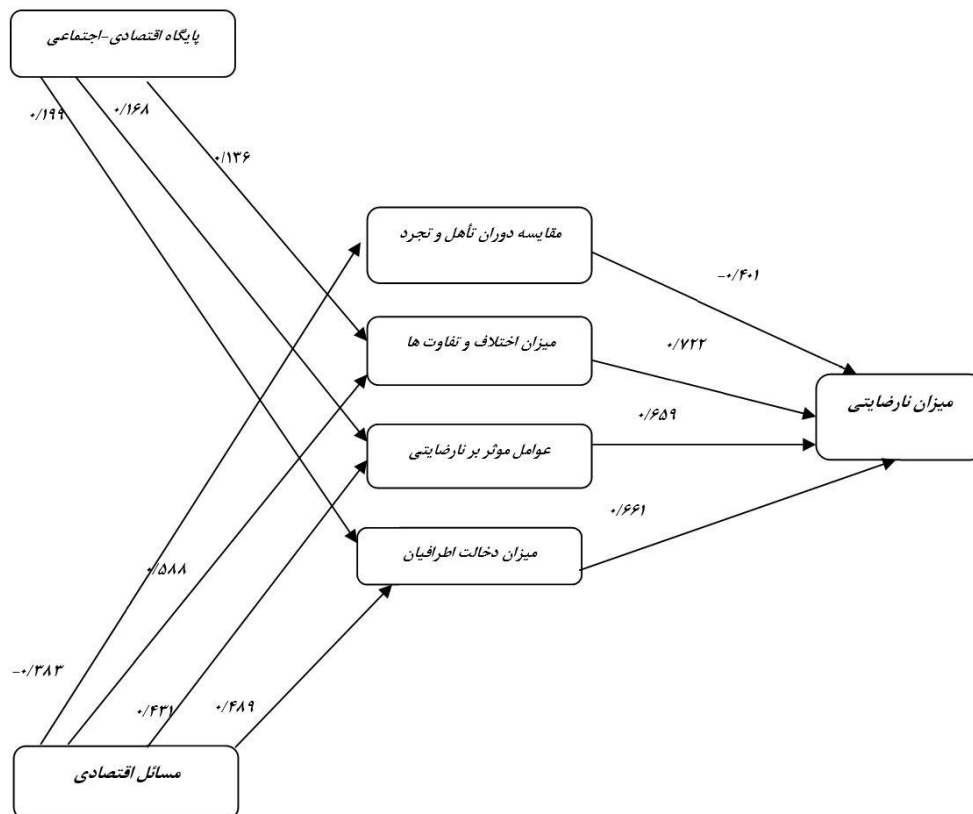 پایگاه اقتصادی-اجتماعی
۰/۱۹۹
۰/۱۶۸
۰/۱۳۶
مقایسه دوران تأهل و تجرد
-۰/۴۰۱
میزان اختلاف و تفاوت ها
۰/۷۲۲
میزان نارضایتی
۰/۶۵۹
عوامل موثر بر نارضایتی
۰/۶۶۱
میزان دخالت اطرافیان
۰/۵۸۸
-۰/۳۸۳
۰/۴۳۱
۰/۴۸۹
مسائل اقتصادی